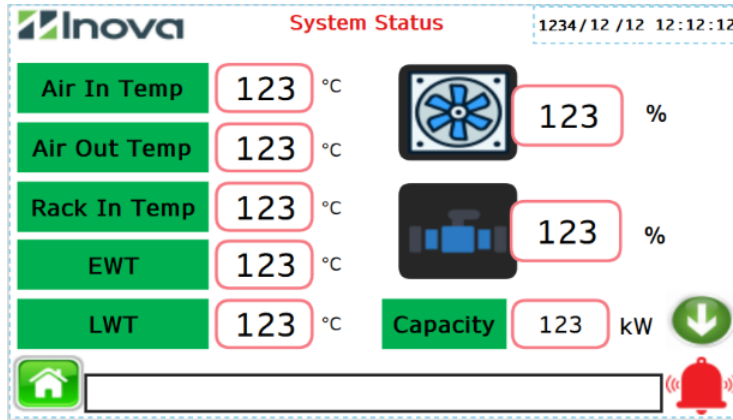 Inova
System Status
1234/12/12 12:12:12
Air In Temp 123 °C
123 %
Air Out Temp 123 °C
Rack In Temp 123 °C
123 %
EWT 123 °C
LWT 123 °C
Capacity 123 kW